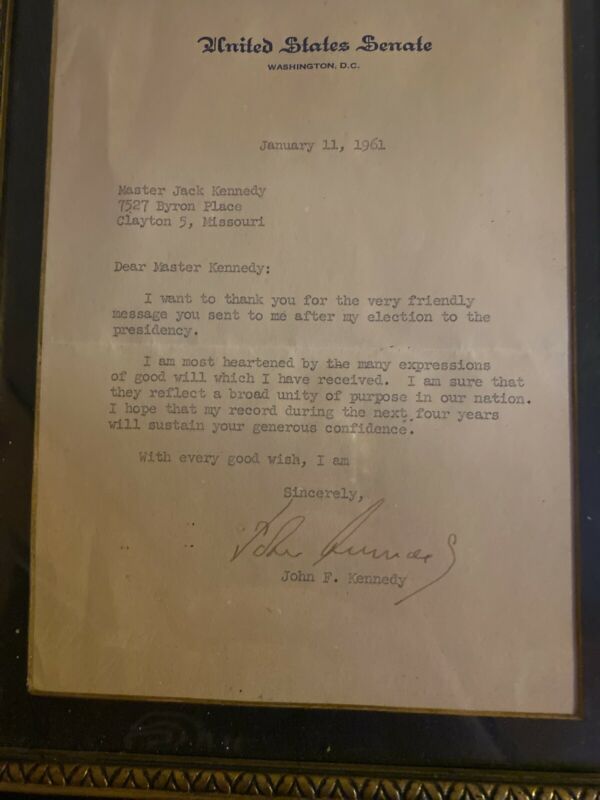 United States Senate
WASHINGTON, D.C.
January 11, 1961
Master Jack Kennedy
7527 Byron Place
Clayton 5, Missouri
Dear Master Kennedy:
I want to thank you for the very friendly
message you sent to me after my election to the
presidency.
I am most heartened by the many expressions
of good will which I have received. I am sure that
they reflect a broad unity of purpose in our nation.
I hope that my record during the next four years
will sustain your generous confidence.
With every good wish, I am
Sincerely,
John Kennedy
John F. Kennedy